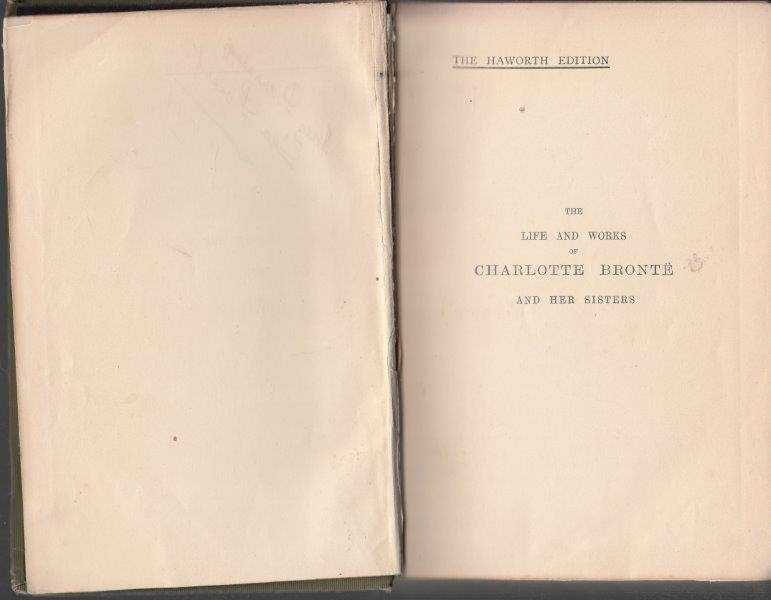 THE HAWORTH EDITION
THE
LIFE AND WORKS
OF
CHARLOTTE BRONTË
AND HER SISTERS